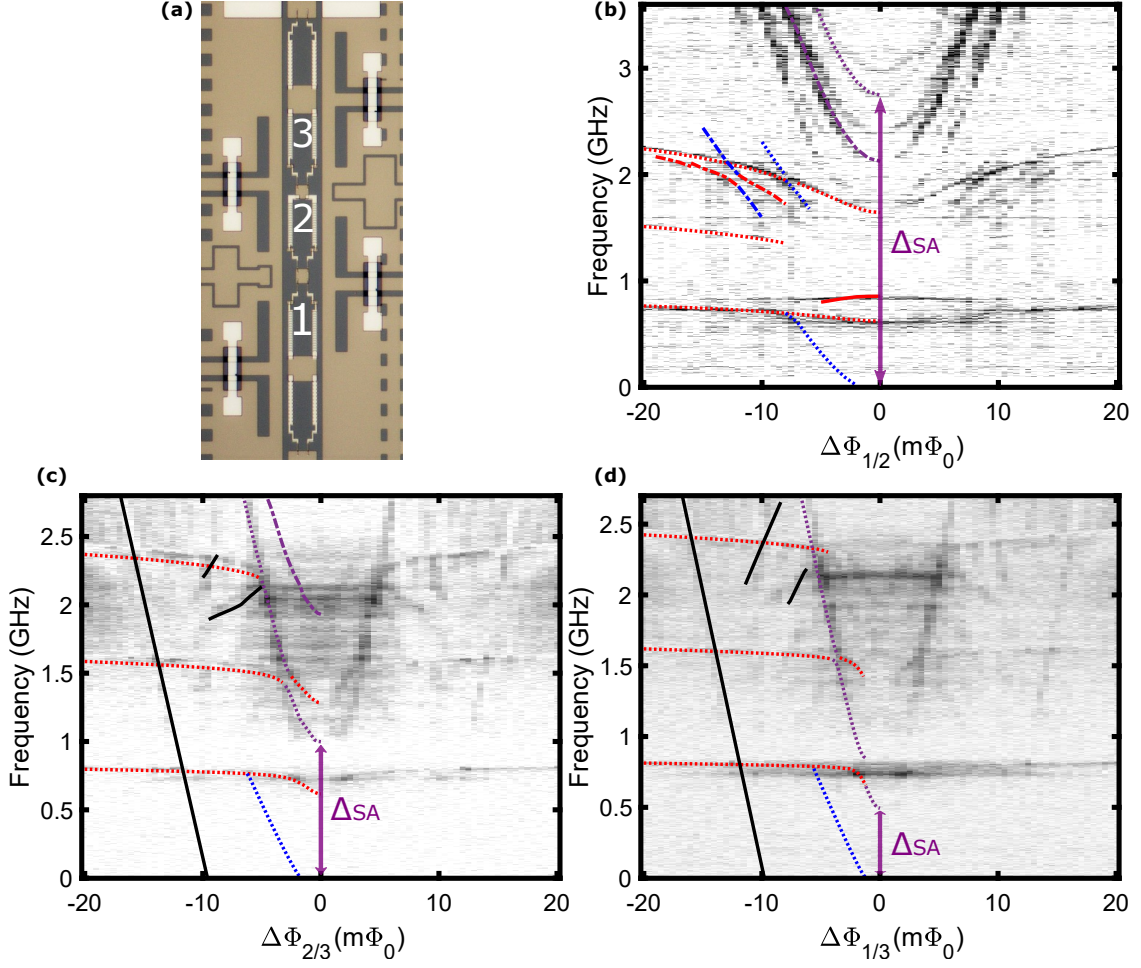 (a)
3
2
1
(b)
Frequency (GHz)
3
2
1
0
ΔSA
-20 -10 0 10 20
ΔΦ1/2(mΦ0)
(c)
Frequency (GHz)
2.5
2
1.5
1
0.5
0
ΔSA
-20 -10 0 10 20
ΔΦ2/3(mΦ0)
(d)
Frequency (GHz)
2.5
2
1.5
1
0.5
0
ΔSA
-20 -10 0 10 20
ΔΦ1/3(mΦ0)